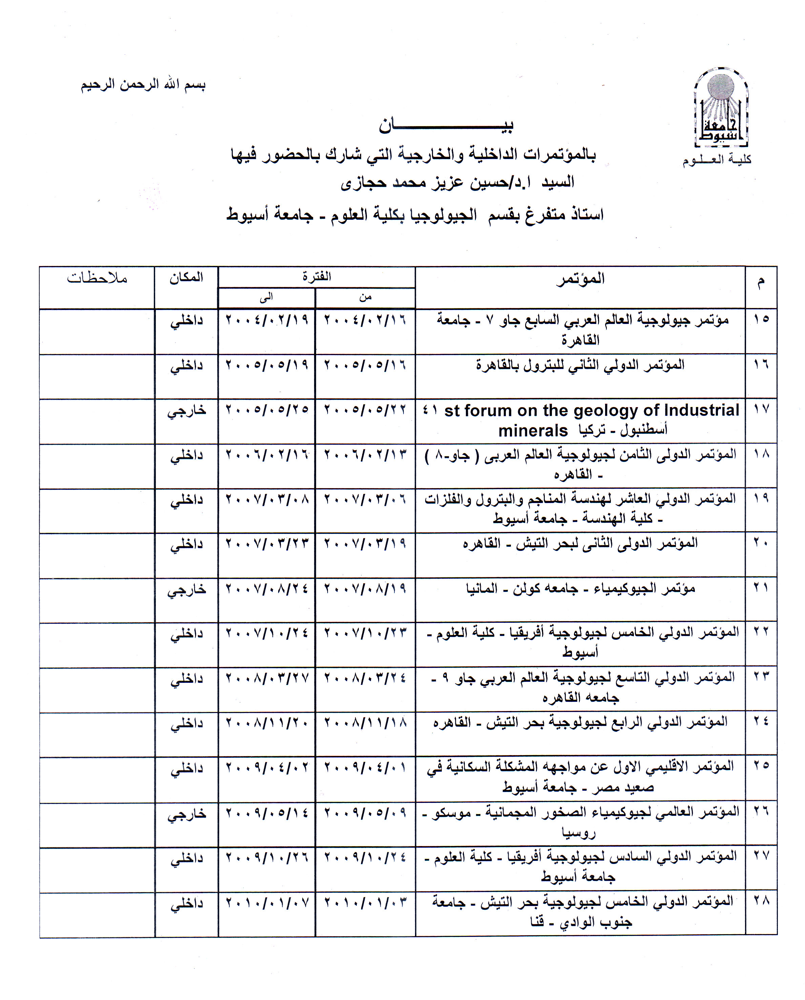 بسم الله الرحمن الرحيم
جامعة
اسيوط
كلية العـلـوم
بيـــــــــــان
بالمؤتمرات الداخلية والخارجية التي شارك بالحضور فيها
السيد ا.د/حسين عزيز محمد حجازى
استاذ متفرغ بقسم الجيولوجيا بكلية العلوم - جامعة أسيوط
م المؤتمر الفترة المكان ملاحظات
من الى
١٥ مؤتمر جيولوجية العالم العربي السابع جاو ٧ - جامعة ٢٠٠٤/٠٢/١٦ ٢٠٠٤/٠٢/١٩ داخلي
القاهرة
١٦ المؤتمر الدولي الثاني للبترول بالقاهرة ٢٠٠٥/٠٥/١٦ ٢٠٠٥/٠٥/١٩ داخلي
١٧ ٤١ st forum on the geology of Industrial ٢٠٠٥/٠٥/٢٢ ٢٠٠٥/٠٥/٢٥ خارجي
minerals أسطنبول - تركيا
١٨ المؤتمر الدولى الثامن لجيولوجية العالم العربى ( جاو-٨ ) ٢٠٠٦/٠٢/١٣ ٢٠٠٦/٠٢/١٦ داخلي
- القاهره
١٩ المؤتمر الدولي العاشر لهندسة المناجم والبترول والفلزات ٢٠٠٧/٠٣/٠٦ ٢٠٠٧/٠٣/٠٨ داخلي
- كلية الهندسة - جامعة أسيوط
٢٠ المؤتمر الدولى الثانى لبحر التيش - القاهره ٢٠٠٧/٠٣/١٩ ٢٠٠٧/٠٣/٢٣ داخلي
٢١ مؤتمر الجيوكيمياء - جامعه كولن - المانيا ٢٠٠٧/٠٨/١٩ ٢٠٠٧/٠٨/٢٤ خارجي
٢٢ المؤتمر الدولي الخامس لجيولوجية أفريقيا - كلية العلوم - ٢٠٠٧/١٠/٢٣ ٢٠٠٧/١٠/٢٤ داخلي
أسيوط
٢٣ المؤتمر الدولي التاسع لجيولوجية العالم العربي جاو ٩ - ٢٠٠٨/٠٣/٢٤ ٢٠٠٨/٠٣/٢٧ داخلي
جامعه القاهره
٢٤ المؤتمر الدولي الرابع لجيولوجية بحر التيش - القاهره ٢٠٠٨/١١/١٨ ٢٠٠٨/١١/٢٠ داخلي
٢٥ المؤتمر الاقليمي الاول عن مواجهه المشكلة السكانية في ٢٠٠٩/٠٤/٠١ ٢٠٠٩/٠٤/٠٢ داخلي
صعيد مصر - جامعة أسيوط
٢٦ المؤتمر العالمي لجيوكيمياء الصخور المجمانية - موسكو - ٢٠٠٩/٠٥/٠٩ ٢٠٠٩/٠٥/١٤ خارجي
روسيا
٢٧ المؤتمر الدولي السادس لجيولوجية أفريقيا - كلية العلوم - ٢٠٠٩/١٠/٢٤ ٢٠٠٩/١٠/٢٦ داخلي
جامعة أسيوط
٢٨ المؤتمر الدولي الخامس لجيولوجية بحر التيش - جامعة ٢٠١٠/٠١/٠٣ ٢٠١٠/٠١/٠٧ داخلي
جنوب الوادي - قنا